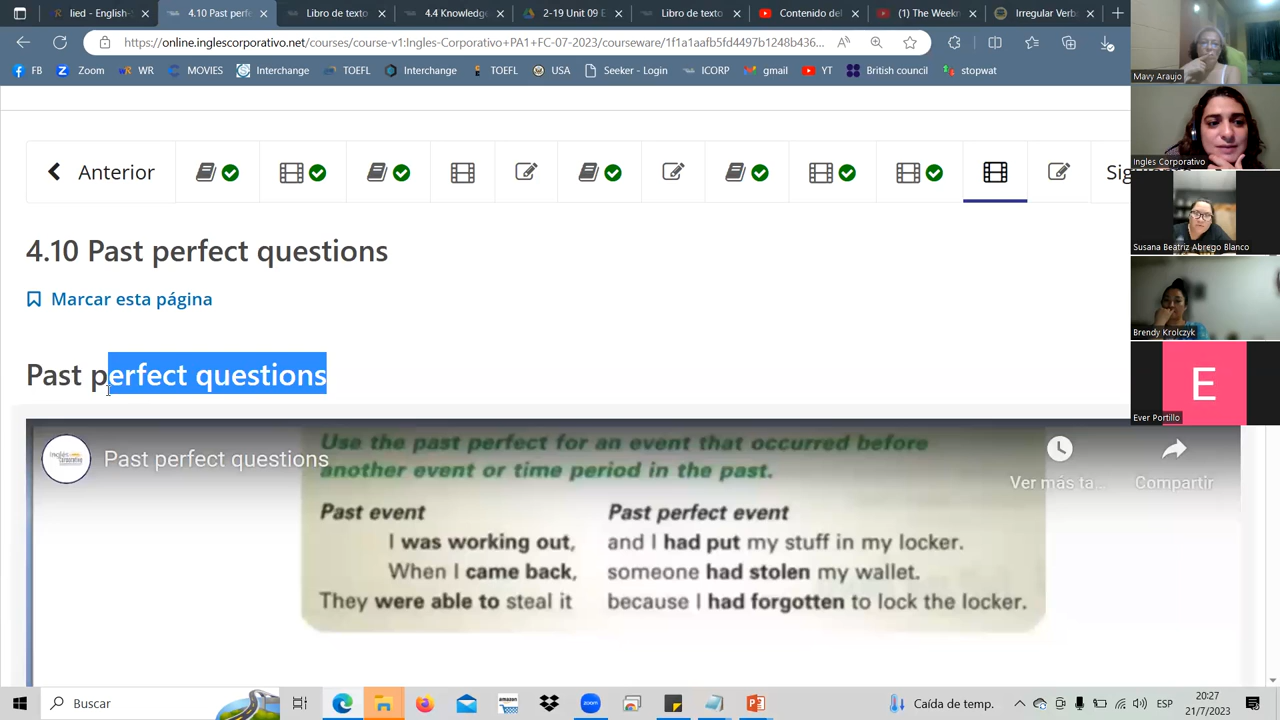 lied - English-
4.10 Past perf
Libro de texto
4.4 Knowledge
2-19 Unit 09 E
Libro de texto
Contenido del
(1) The Weekn
Irregular Verb
https://online.inglescorporativo.net/courses/course-v1:Ingles-Corporativo+PA1+FC-07-2023/courseware/1f1a1aafb5fd4497b1248b436...
FB
Zoom
WR
MOVIES
Interchange
TOEFL
Interchange
TOEFL
USA
Seeker - Login
ICORP
gmail
YT
British council
stopwat
Mavy Araujo
Ingles Corporativo
Susana Beatriz Abrego Blanco
Brendy Krolczyk
E
Ever Portillo
Anterior
Sig
4.10 Past perfect questions
Marcar esta página
Past perfect questions
Past perfect questions
Ver más ta...
Compartir
Use the past perfect for an event that occurred before
another event or time period in the past.
Past event Past perfect event
I was working out, and I had put my stuff in my locker.
When I came back, someone had stolen my wallet.
They were able to steal it because I had forgotten to lock the locker.
Buscar
Caída de temp.
ESP
20:27
21/7/2023